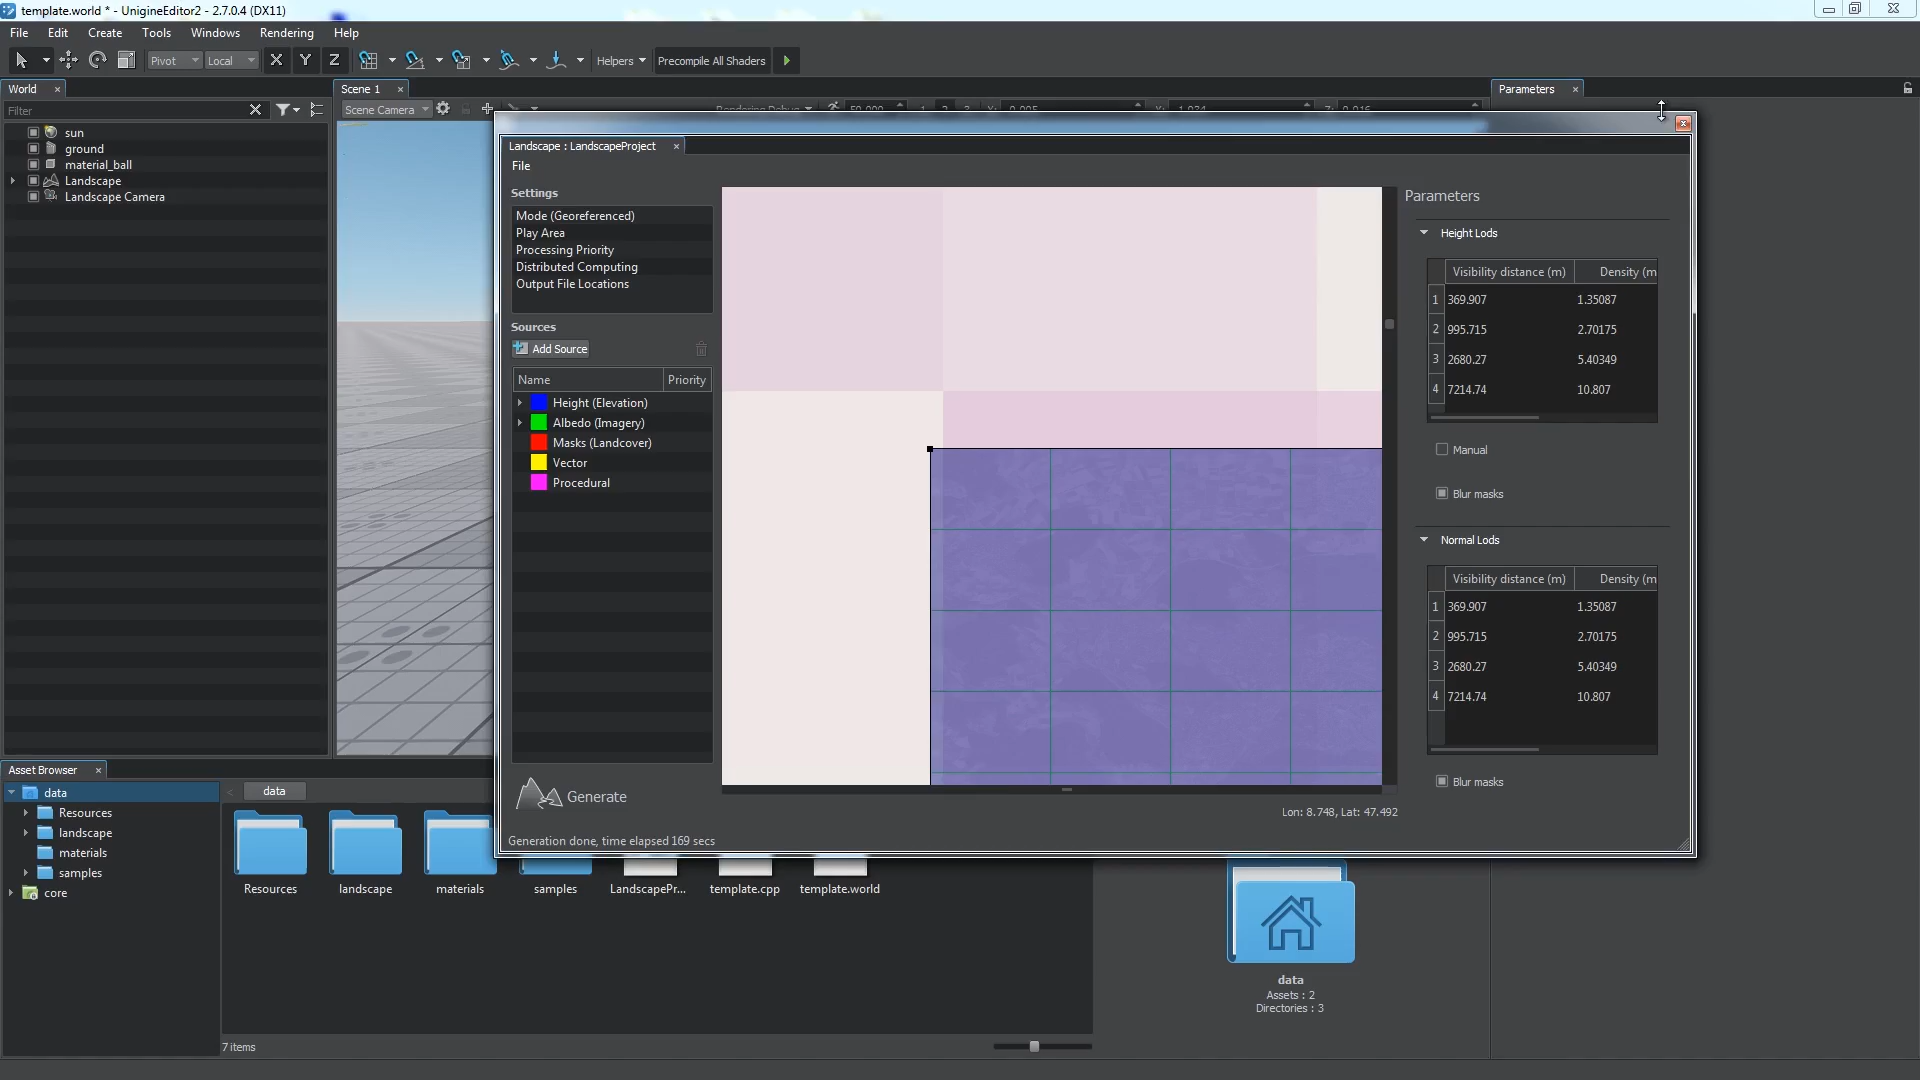 template.world * - UnigineEditor2 - 2.7.0.4 (DX11)
File Edit Create Tools Windows Rendering Help
Pivot Local X Y Z Helpers Precompile All Shaders
World
Scene 1
Parameters
Filter
Scene Camera
sun
ground
material_ball
Landscape
Landscape Camera
Landscape : LandscapeProject
File
Settings
Mode (Georeferenced)
Play Area
Processing Priority
Distributed Computing
Output File Locations
Sources
Add Source
Name Priority
Height (Elevation)
Albedo (Imagery)
Masks (Landcover)
Vector
Procedural
Generate
Generation done, time elapsed 169 secs
Lon: 8.748, Lat: 47.492
Parameters
Height Lods
Visibility distance (m) Density (m
1 369.907 1.35087
2 995.715 2.70175
3 2680.27 5.40349
4 7214.74 10.807
Manual
Blur masks
Normal Lods
Visibility distance (m) Density (m
1 369.907 1.35087
2 995.715 2.70175
3 2680.27 5.40349
4 7214.74 10.807
Blur masks
Asset Browser
data
Resources
landscape
materials
samples
core
data
Resources landscape materials samples LandscapePr... template.cpp template.world
7 items
data
Assets : 2
Directories : 3